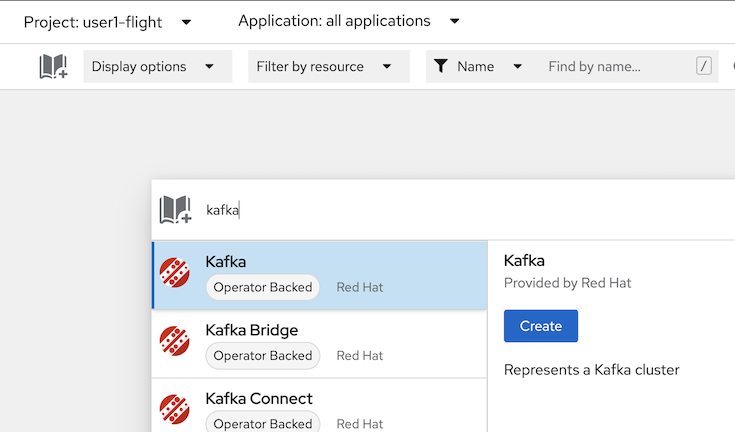 Project: user1-flight Application: all applications
Display options Filter by resource Name Find by name... /
kafka
Kafka
Operator Backed Red Hat
Kafka Bridge
Operator Backed Red Hat
Kafka Connect
Operator Backed Red Hat
Kafka
Provided by Red Hat
Create
Represents a Kafka cluster